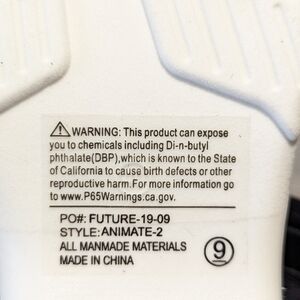 ⚠ WARNING: This product can expose
you to chemicals including Di-n-butyl
phthalate(DBP),which is known to the State
of California to cause birth defects or other
reproductive harm.For more information go
to www.P65Warnings.ca.gov.
PO#: FUTURE-19-09
STYLE: ANIMATE-2
ALL MANMADE MATERIALS
MADE IN CHINA
9